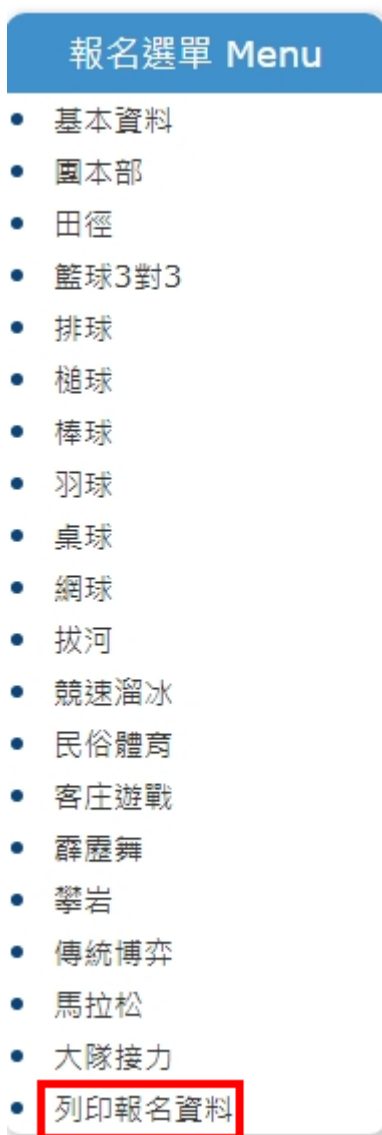 報名選單 Menu
基本資料
團本部
田徑
籃球3對3
排球
槌球
棒球
羽球
桌球
網球
拔河
競速溜冰
民俗體育
客庄遊戰
霹靂舞
攀岩
傳統博弈
馬拉松
大隊接力
列印報名資料